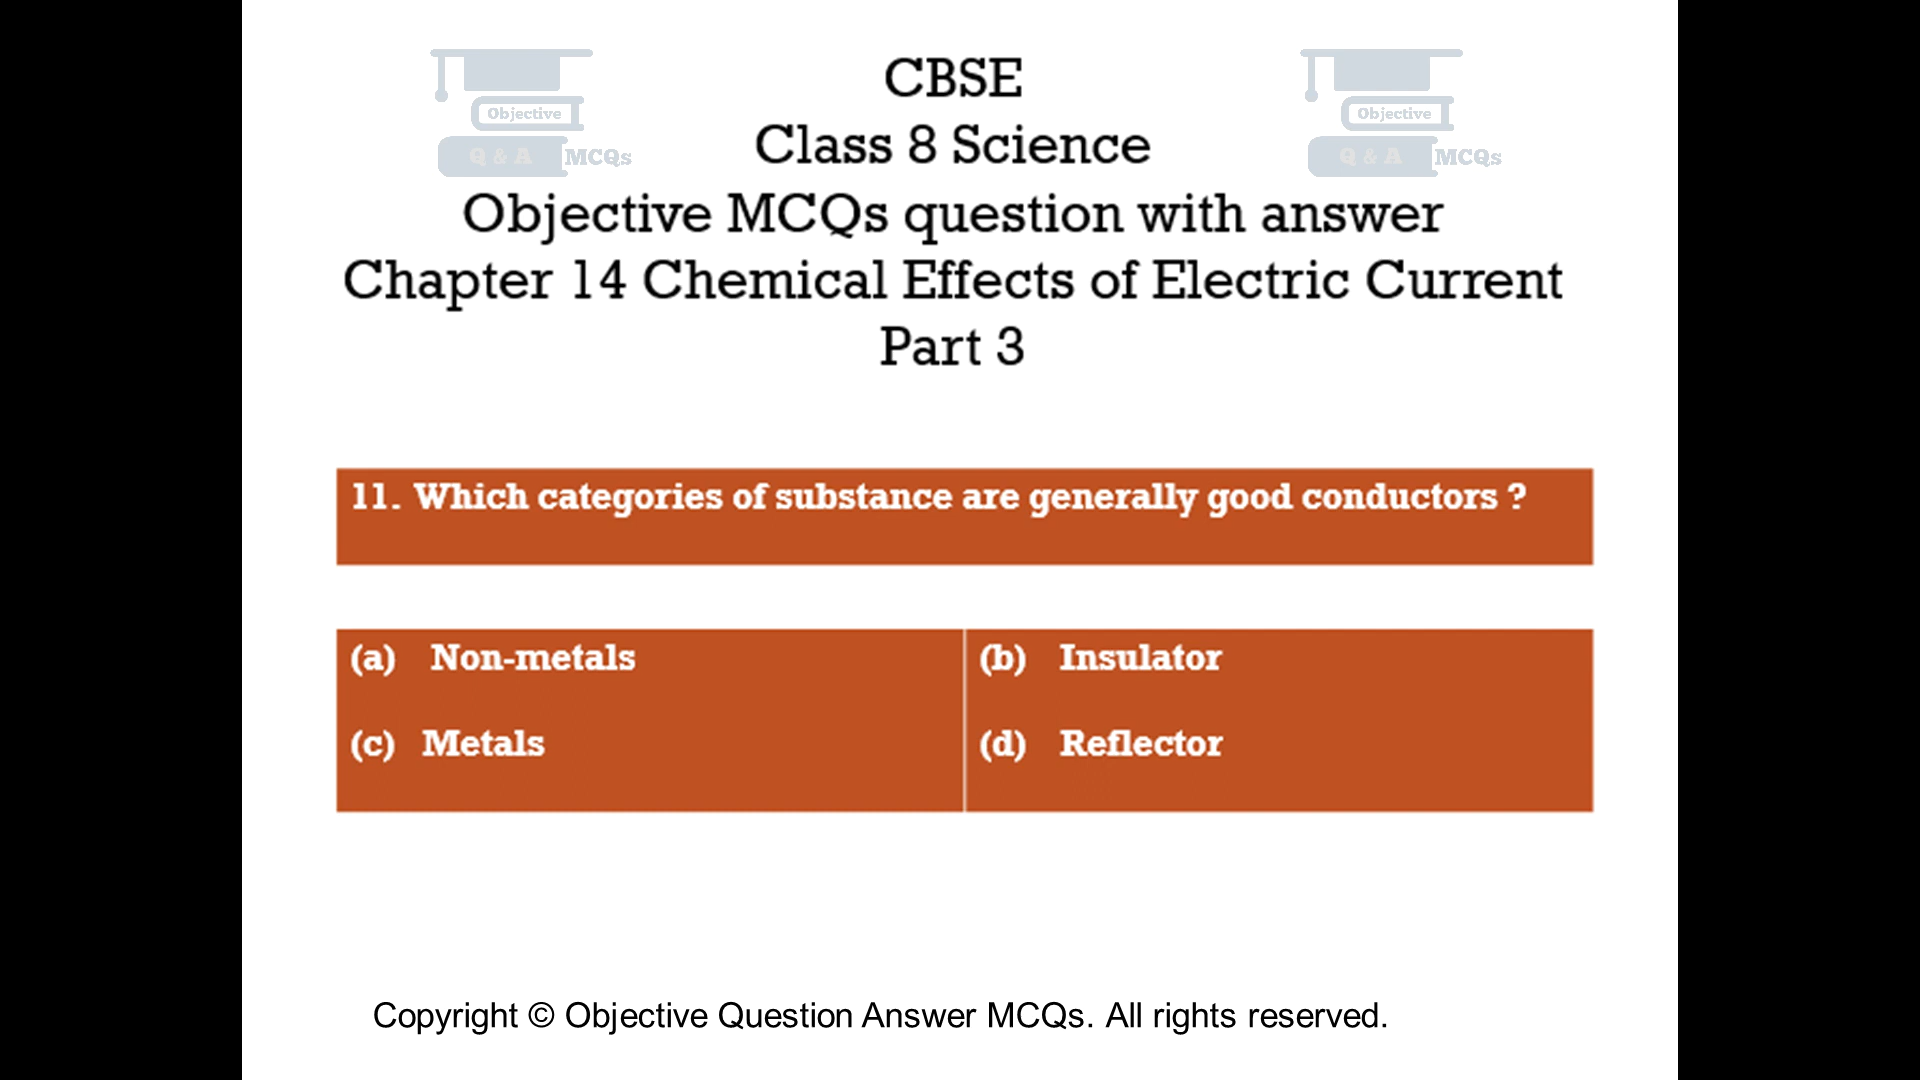 CBSE
Class 8 Science
Objective MCQs question with answer
Chapter 14 Chemical Effects of Electric Current
Part 3
Objective
Q & A MCQs
Objective
Q & A MCQs
11. Which categories of substance are generally good conductors ?
(a) Non-metals
(b) Insulator
(c) Metals
(d) Reflector
Copyright © Objective Question Answer MCQs. All rights reserved.